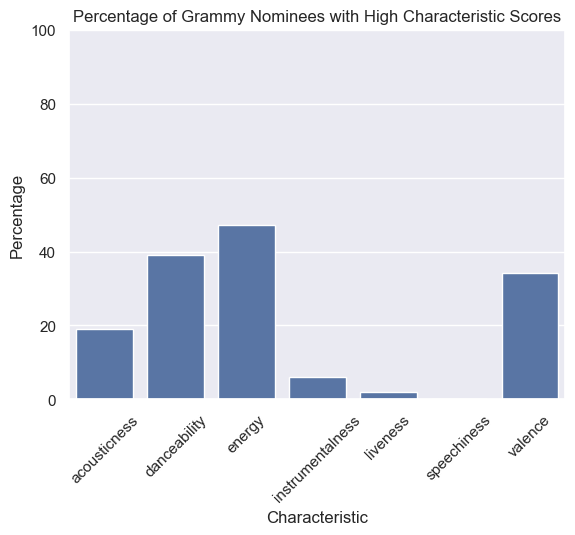 Percentage of Grammy Nominees with High Characteristic Scores
100
80
60
40
20
0
Percentage
acousticness
danceability
energy
instrumentalness
liveness
speechiness
valence
Characteristic